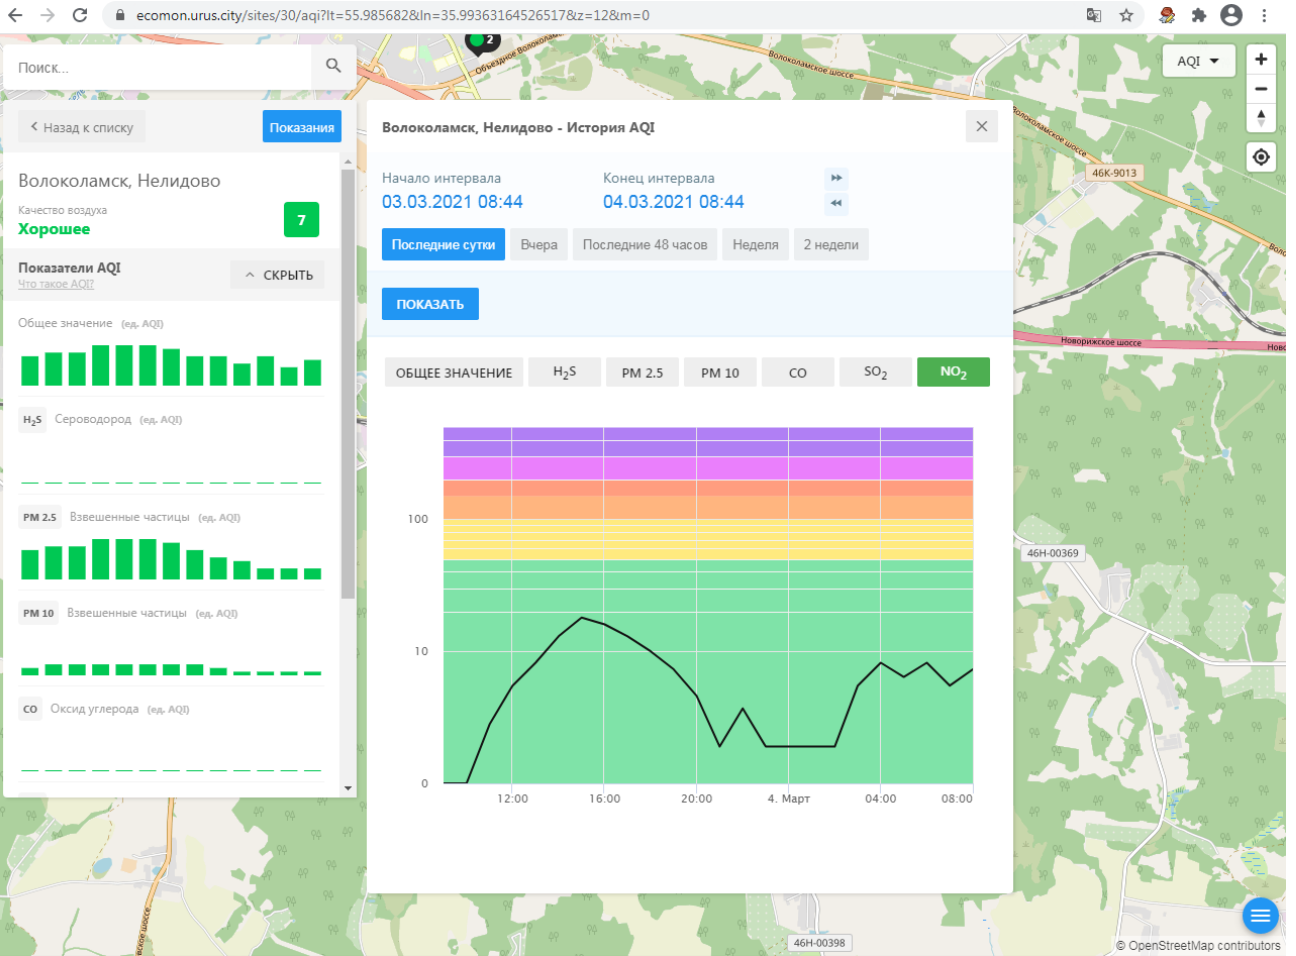 ecomon.urus.city/sites/30/aqi?lt=55.985682&ln=35.99363164526517&z=12&m=0
2
Объездное Волоколамск
Волоколамское шоссе
Поиск...
AQI
Назад к списку
Показания
Волоколамск, Нелидово - История AQI
Волоколамское шоссе
46К-9013
Волоколамск, Нелидово
Качество воздуха
Хорошее
7
Начало интервала
Конец интервала
03.03.2021 08:44
04.03.2021 08:44
Последние сутки
Вчера
Последние 48 часов
Неделя
2 недели
Показатели AQI
Что такое AQI?
СКРЫТЬ
ПОКАЗАТЬ
Общее значение (ед. AQI)
Новорижское шоссе
Ново
ОБЩЕЕ ЗНАЧЕНИЕ
H2S
PM 2.5
PM 10
CO
SO2
NO2
H2S Сероводород (ед. AQI)
PM 2.5 Взвешенные частицы (ед. AQI)
PM 10 Взвешенные частицы (ед. AQI)
CO Оксид углерода (ед. AQI)
100
10
0
12:00
16:00
20:00
4. Март
04:00
08:00
46Н-00369
46Н-00398
© OpenStreetMap contributors